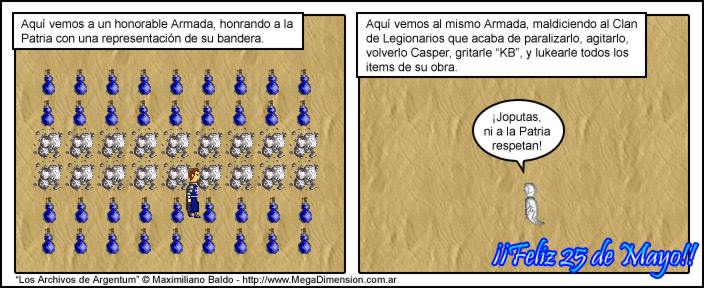 Aquí vemos a un honorable Armada, honrando a la
Patria con una representación de su bandera.
Aquí vemos al mismo Armada, maldiciendo al Clan
de Legionarios que acaba de paralizarlo, agitarlo,
volverlo Casper, gritarle “KB”, y lukearle todos los
items de su obra.
¡Joputas,
ni a la Patria
respetan!
¡¡Feliz 25 de Mayo!!
“Los Archivos de Argentum” © Maximiliano Baldo - http://www.MegaDimension.com.ar